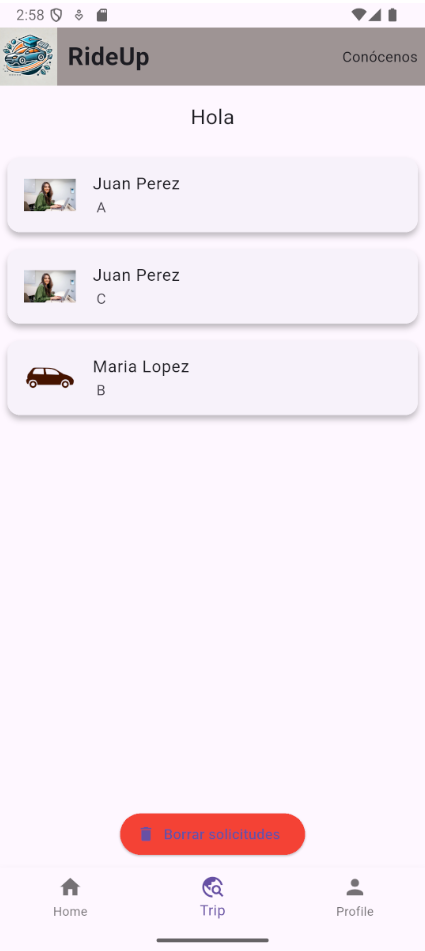 2:58
RideUp
Conócenos
Hola
Juan Perez
A
Juan Perez
C
Maria Lopez
B
Borrar solicitudes
Home
Trip
Profile